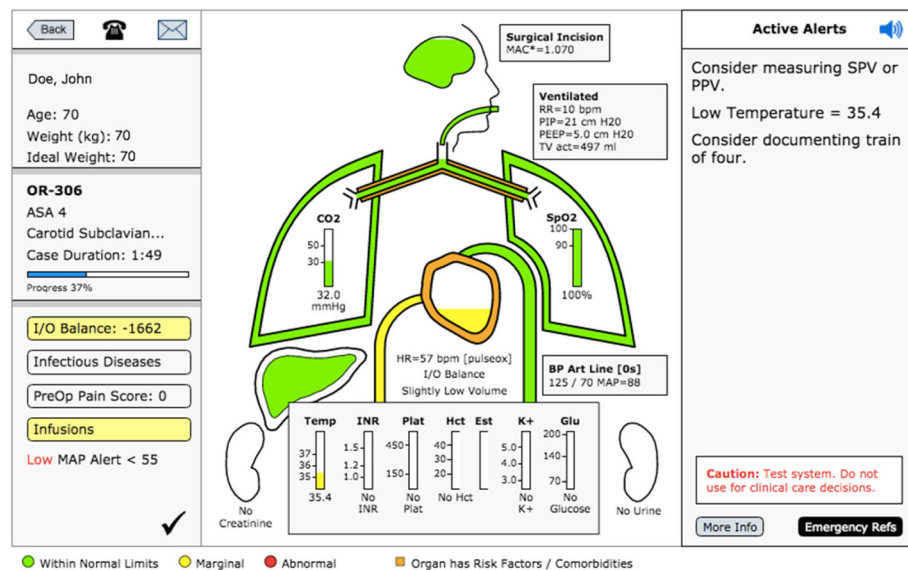 Back
Doe, John
Age: 70
Weight (kg): 70
Ideal Weight: 70
OR-306
ASA 4
Carotid Subclavian...
Case Duration: 1:49
Progress 37%
I/O Balance: -1662
Infectious Diseases
PreOp Pain Score: 0
Infusions
Low MAP Alert < 55
Surgical Incision
MAC*=1.070
Ventilated
RR=10 bpm
PIP=21 cm H20
PEEP=5.0 cm H20
TV act=497 ml
CO2
50
30
32.0
mmHg
SpO2
100
90
100%
HR=57 bpm [pulseox]
I/O Balance
Slightly Low Volume
BP Art Line [0s]
125 / 70 MAP=88
Temp INR Plat Hct Est K+ Glu
37
36
35
35.4
1.5
1.2
1.0
No
INR
450
150
No
Plat
40
30
20
No Hct
5.0
4.0
3.0
No
K+
200
140
70
No
Glucose
No
Creatinine
No Urine
Active Alerts
Consider measuring SPV or
PPV.
Low Temperature = 35.4
Consider documenting train
of four.
Caution: Test system. Do not
use for clinical care decisions.
More Info
Emergency Refs
Within Normal Limits Marginal Abnormal Organ has Risk Factors / Comorbidities